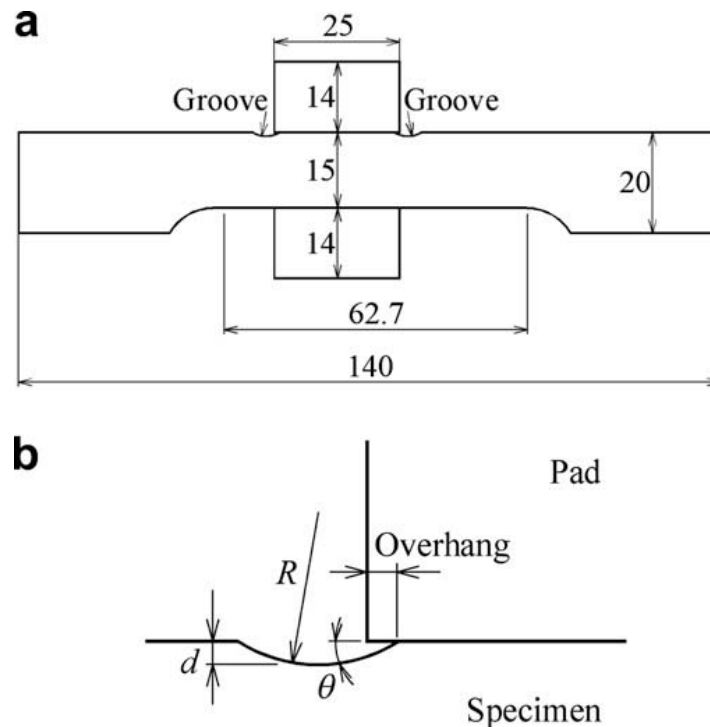 a
25
Groove
14
Groove
15
20
14
62.7
140
b
Pad
Overhang
R
d
θ
Specimen